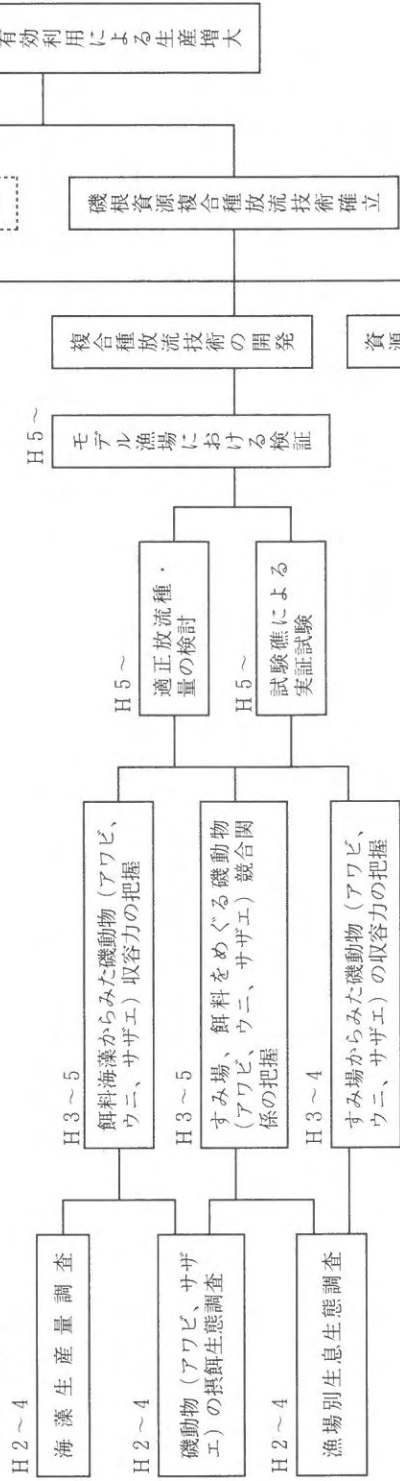 H2～4
海藻生産量調査
H2～4
磯動物（アワビ、サザ
エ）の摂餌生態調査
H2～4
漁場別生息生態調査
H3～5
餌料海藻からみた磯動物（アワビ、
ウニ、サザエ）収容力の把握
H3～5
すみ場、餌料をめぐる磯動物
（アワビ、ウニ、サザエ）競合関
係の把握
H3～4
すみ場からみた磯動物（アワビ、
ウニ、サザエ）の収容力の把握
H5～
適正放流種・
量の検討
H5～
試験礁による
実証試験
H5～
モデル漁場における検証
複合種放流技術の開発
資源
磯根資源複合種放流技術確立
有効利用による生産増大